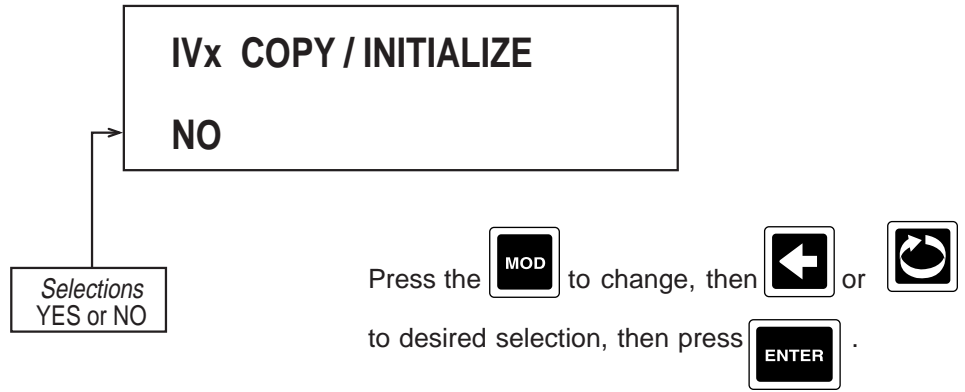 IVx COPY / INITIALIZE
NO
Selections
YES or NO
Press the MOD to change, then or
to desired selection, then press ENTER .